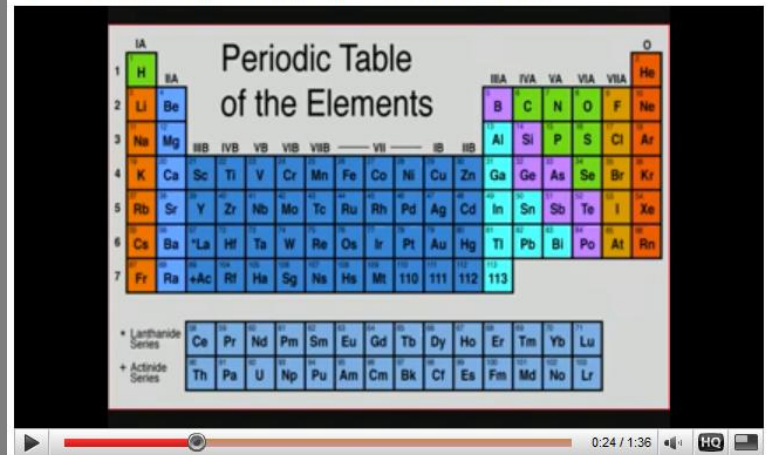 IA
O
Periodic Table
1 H IIA IIIA IVA VA VIA VIIA He
2 Li Be of the Elements B C N O F Ne
3 Na Mg IIIB IVB VB VIB VIIB VII IB IIB Al Si P S Cl Ar
4 K Ca Sc Ti V Cr Mn Fe Co Ni Cu Zn Ga Ge As Se Br Kr
5 Rb Sr Y Zr Nb Mo Tc Ru Rh Pd Ag Cd In Sn Sb Te I Xe
6 Cs Ba *La Hf Ta W Re Os Ir Pt Au Hg Tl Pb Bi Po At Rn
7 Fr Ra +Ac Rf Ha Sg Ns Hs Mt 110 111 112 113
* Lanthanide
Series Ce Pr Nd Pm Sm Eu Gd Tb Dy Ho Er Tm Yb Lu
+ Actinide
Series Th Pa U Np Pu Am Cm Bk Cf Es Fm Md No Lr
0:24 / 1:36 HQ